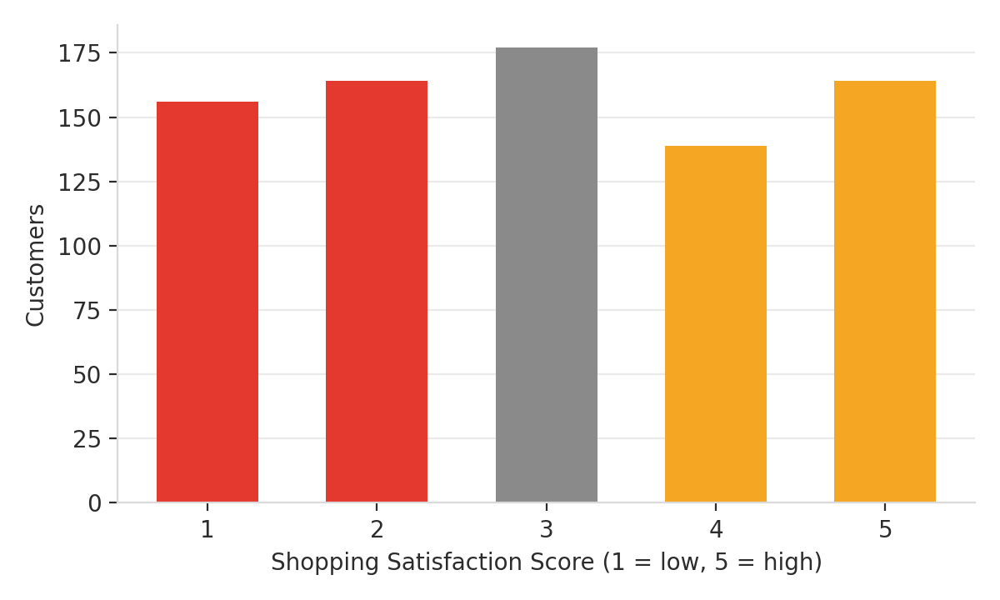 175
150
125
100
75
50
25
0
Customers
1 2 3 4 5
Shopping Satisfaction Score (1 = low, 5 = high)